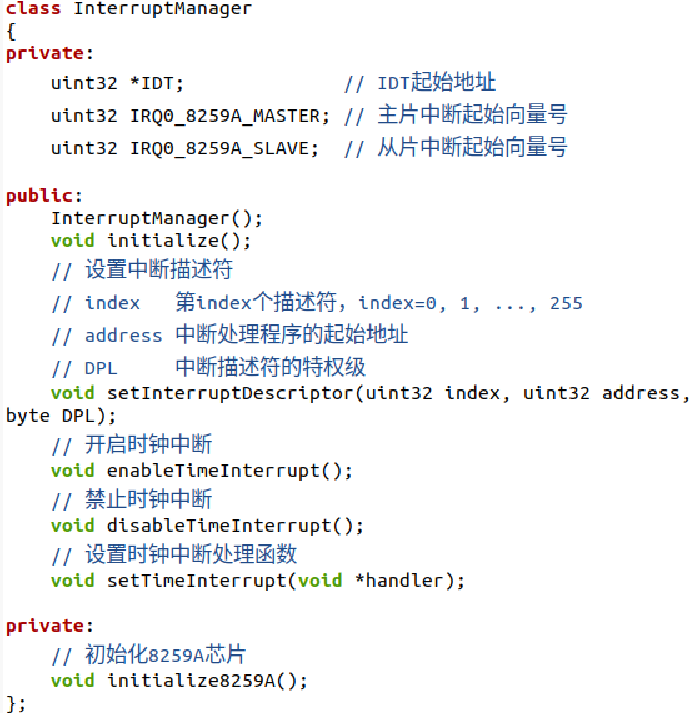 class InterruptManager
{
private:
    uint32 *IDT;              // IDT起始地址
    uint32 IRQ0_8259A_MASTER; // 主片中断起始向量号
    uint32 IRQ0_8259A_SLAVE;  // 从片中断起始向量号

public:
    InterruptManager();
    void initialize();
    // 设置中断描述符
    // index   第index个描述符，index=0, 1, ..., 255
    // address 中断处理程序的起始地址
    // DPL     中断描述符的特权级
    void setInterruptDescriptor(uint32 index, uint32 address,
byte DPL);
    // 开启时钟中断
    void enableTimeInterrupt();
    // 禁止时钟中断
    void disableTimeInterrupt();
    // 设置时钟中断处理函数
    void setTimeInterrupt(void *handler);

private:
    // 初始化8259A芯片
    void initialize8259A();
};